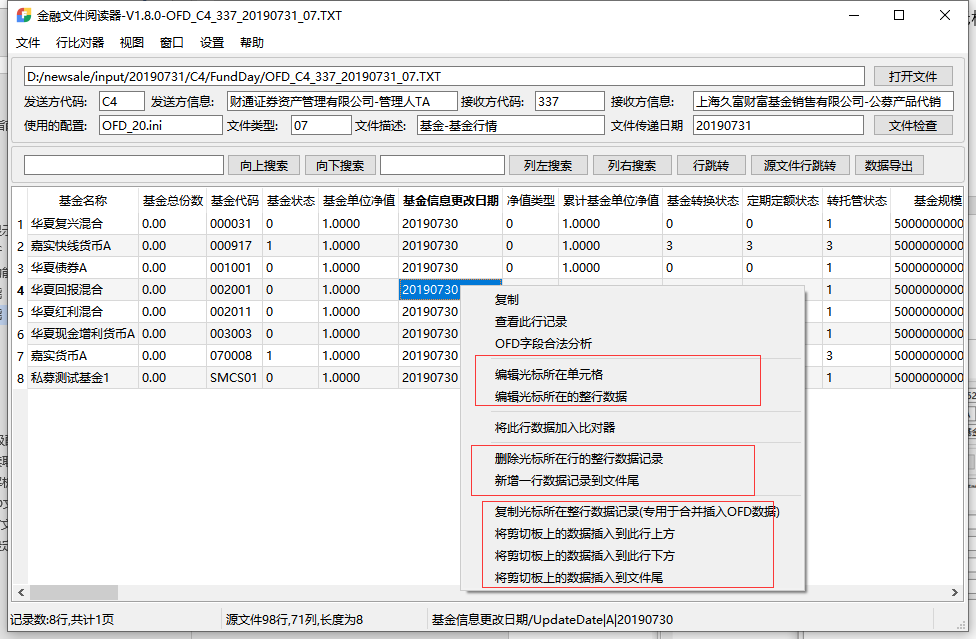 金融文件阅读器-V1.8.0-OFD_C4_337_20190731_07.TXT
文件 行比对器 视图 窗口 设置 帮助
D:/newsale/input/20190731/C4/FundDay/OFD_C4_337_20190731_07.TXT 打开文件
发送方代码: C4 发送方信息: 财通证券资产管理有限公司-管理人TA 接收方代码: 337 接收方信息: 上海久富财富基金销售有限公司-公募产品代销
使用的配置: OFD_20.ini 文件类型: 07 文件描述: 基金-基金行情 文件传递日期 20190731 文件检查
向上搜索 向下搜索 列左搜索 列右搜索 行跳转 源文件行跳转 数据导出
基金名称 基金总份数 基金代码 基金状态 基金单位净值 基金信息更改日期 净值类型 累计基金单位净值 基金转换状态 定期定额状态 转托管状态 基金规模
1 华夏复兴混合 0.00 000031 0 1.0000 20190730 0 1.0000 0 0 1 5000000000
2 嘉实快线货币A 0.00 000917 1 1.0000 20190730 0 1.0000 3 3 3 5000000000
3 华夏债券A 0.00 001001 0 1.0000 20190730 0 1.0000 0 0 1 5000000000
4 华夏回报混合 0.00 002001 0 1.0000 20190730 1 5000000000
5 华夏红利混合 0.00 002011 0 1.0000 20190730 1 5000000000
6 华夏现金增利货币A 0.00 003003 0 1.0000 20190730 1 5000000000
7 嘉实货币A 0.00 070008 1 1.0000 20190730 3 5000000000
8 私募测试基金1 0.00 SMCS01 0 1.0000 20190730 1 5000000000
复制
查看此行记录
OFD字段合法分析
编辑光标所在单元格
编辑光标所在的整行数据
将此行数据加入比对器
删除光标所在行的整行数据记录
新增一行数据记录到文件尾
复制光标所在整行数据记录(专用于合并插入OFD数据)
将剪切板上的数据插入到此行上方
将剪切板上的数据插入到此行下方
将剪切板上的数据插入到文件尾
记录数:8行,共计1页 源文件98行,71列,长度为8 基金信息更改日期/UpdateDate|A|20190730